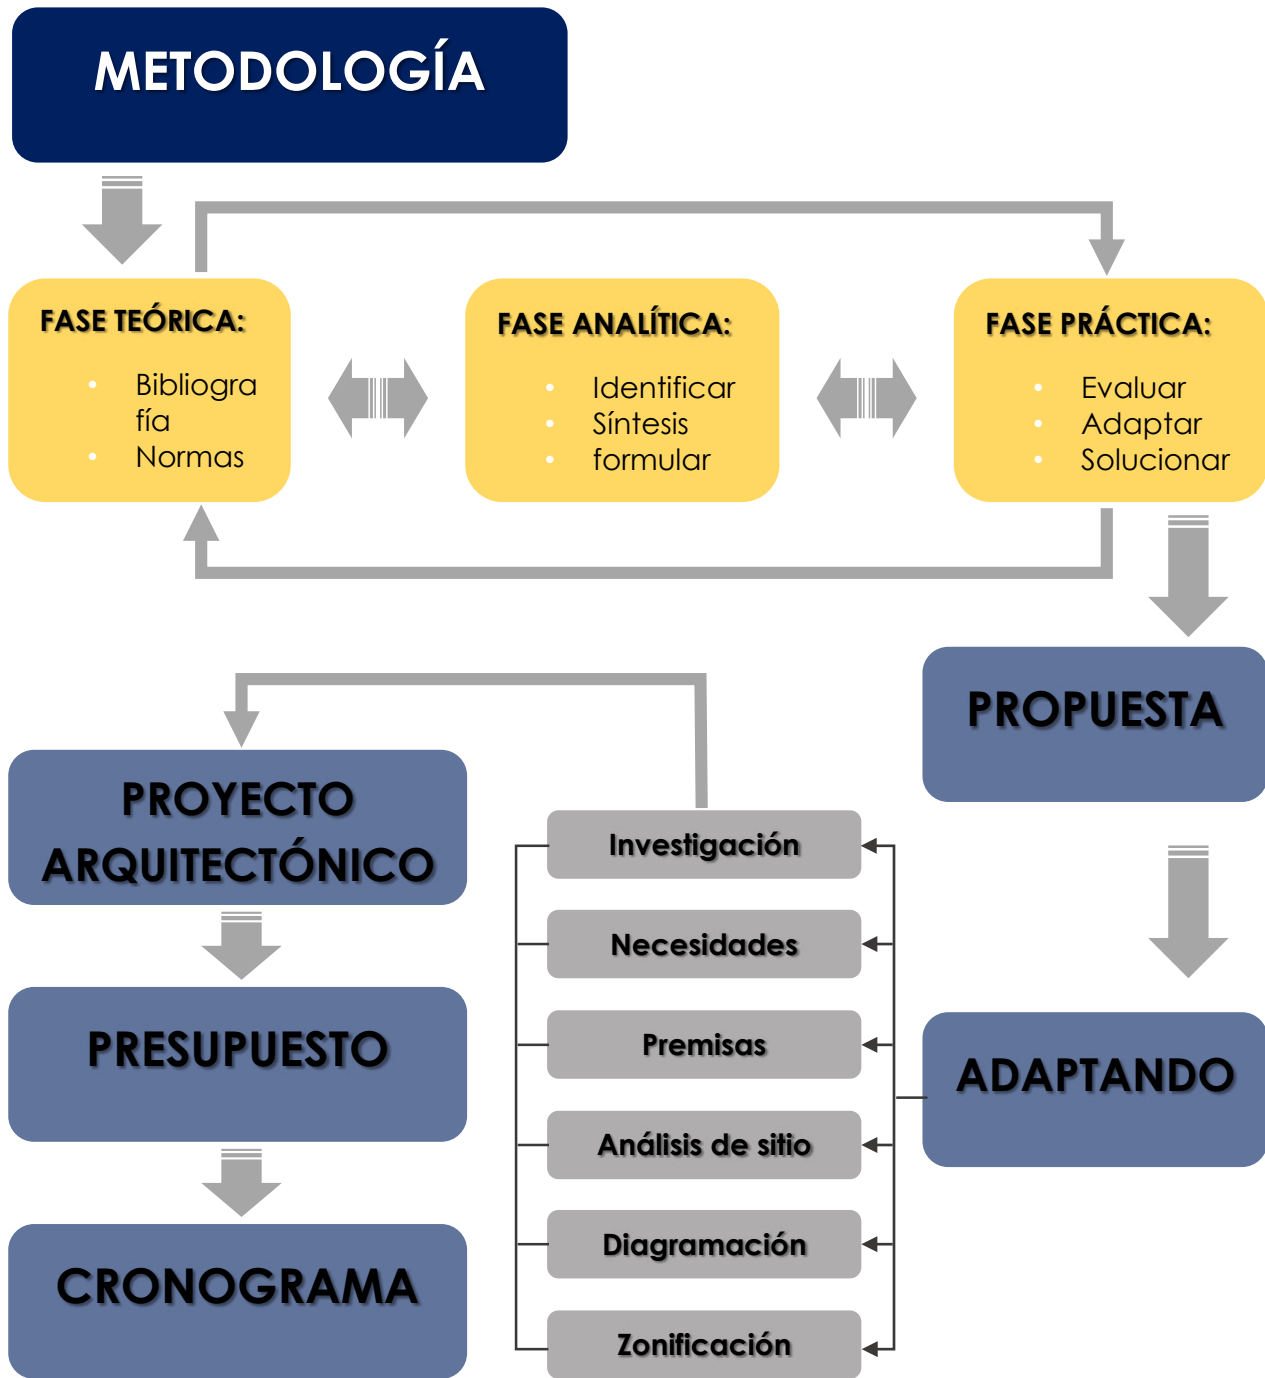 METODOLOGÍA
FASE TEÓRICA:
• Bibliogra
fía
• Normas
FASE ANALÍTICA:
• Identificar
• Síntesis
• formular
FASE PRÁCTICA:
• Evaluar
• Adaptar
• Solucionar
PROPUESTA
ADAPTANDO
Investigación
Necesidades
Premisas
Análisis de sitio
Diagramación
Zonificación
PROYECTO
ARQUITECTÓNICO
PRESUPUESTO
CRONOGRAMA